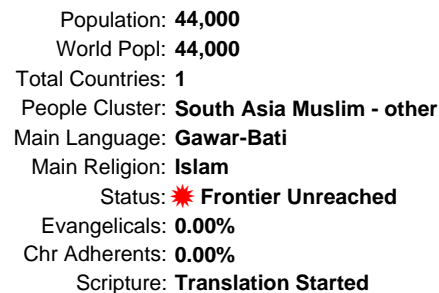 Population: 44,000
World Popl: 44,000
Total Countries: 1
People Cluster: South Asia Muslim - other
Main Language: Gawar-Bati
Main Religion: Islam
Status: Frontier Unreached
Evangelicals: 0.00%
Chr Adherents: 0.00%
Scripture: Translation Started